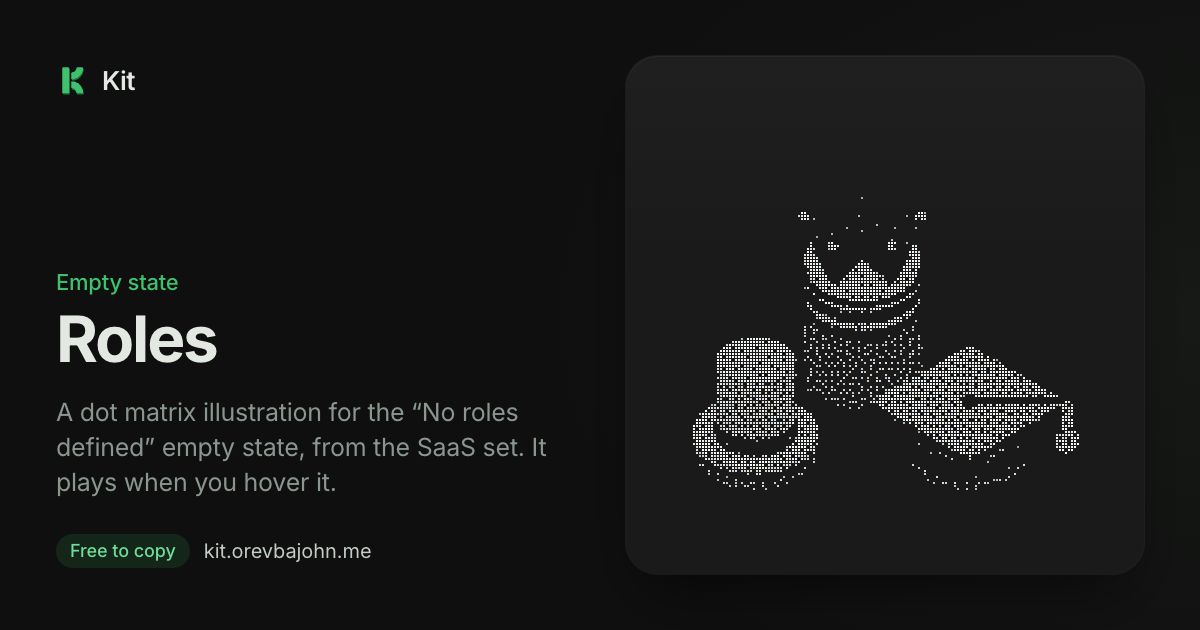 Kit
Empty state
Roles
A dot matrix illustration for the “No roles
defined” empty state, from the SaaS set. It
plays when you hover it.
Free to copy
kit.orevbajohn.me